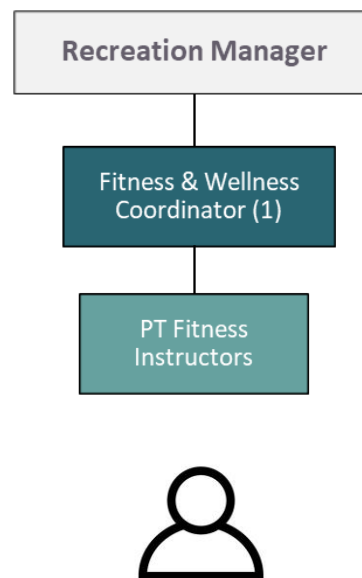 Recreation Manager
Fitness & Wellness
Coordinator (1)
PT Fitness
Instructors